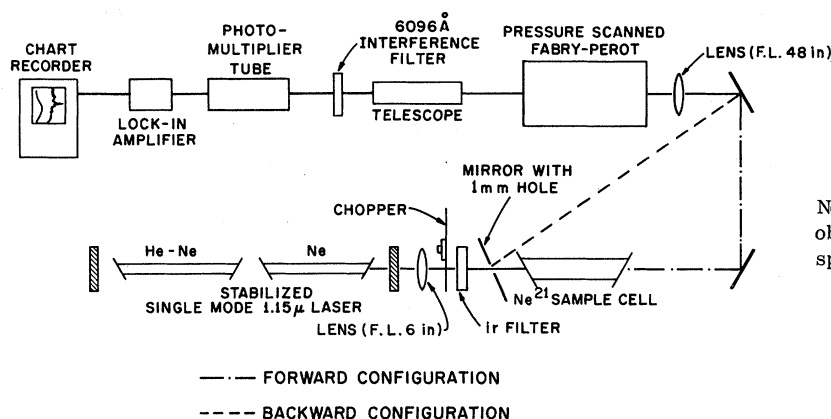 CHART
RECORDER
LOCK-IN
AMPLIFIER
PHOTO-
MULTIPLIER
TUBE
6096Å
INTERFERENCE
FILTER
TELESCOPE
PRESSURE SCANNED
FABRY-PEROT
LENS (F.L. 48 in)
MIRROR WITH
1mm HOLE
CHOPPER
He-Ne
Ne
STABILIZED
SINGLE MODE 1.15μ LASER
LENS (F.L. 6 in)
ir FILTER
Ne²¹ SAMPLE CELL
FORWARD CONFIGURATION
BACKWARD CONFIGURATION